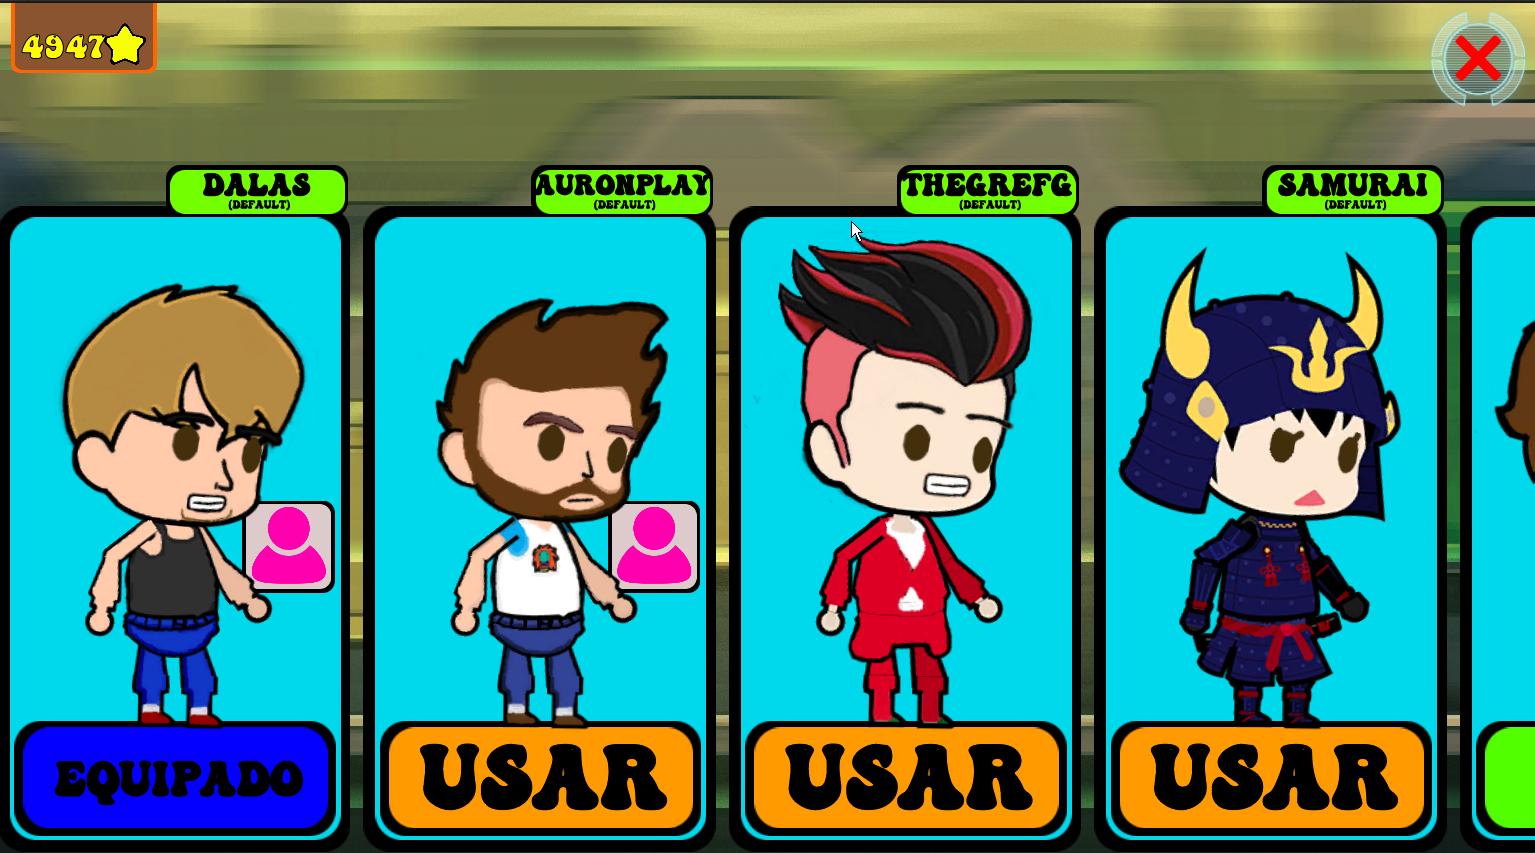 4947
DALAS
(DEFAULT)
AURONPLAY
(DEFAULT)
THEGREFG
(DEFAULT)
SAMURAI
(DEFAULT)
EQUIPADO
USAR
USAR
USAR